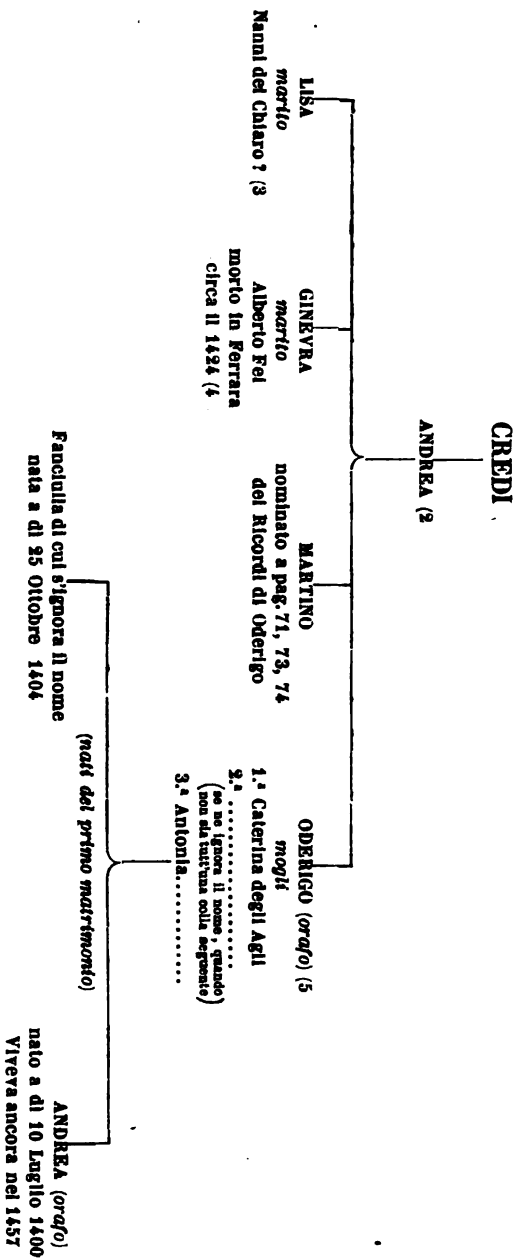 CREDI
ANDREA (2
LISA
marito
Nanni del Chiaro? (3
GINEVRA
marito
Alberto Fei
morto in Ferrara
circa il 1424 (4
MARTINO
nominato a pag. 71, 73, 74
dei Ricordi di Oderigo
ODERIGO (orafo) (5
mogli
1.ª Caterina degli Agli
2.ª ....................
(se ne ignora il nome, quando
non sia tutt'una colla seguente)
3.ª Antonia............
(nati del primo matrimonio)
Fanciulla di cui s'ignora il nome
nata a dì 25 Ottobre 1404
ANDREA (orafo)
nato a dì 10 Luglio 1400
Viveva ancora nel 1457